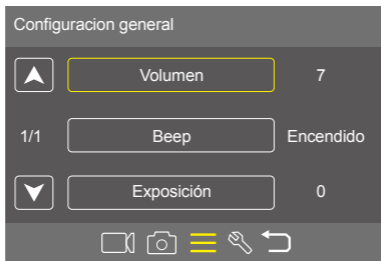 Configuracion general
Volumen 7
1/1 Beep Encendido
Exposición 0